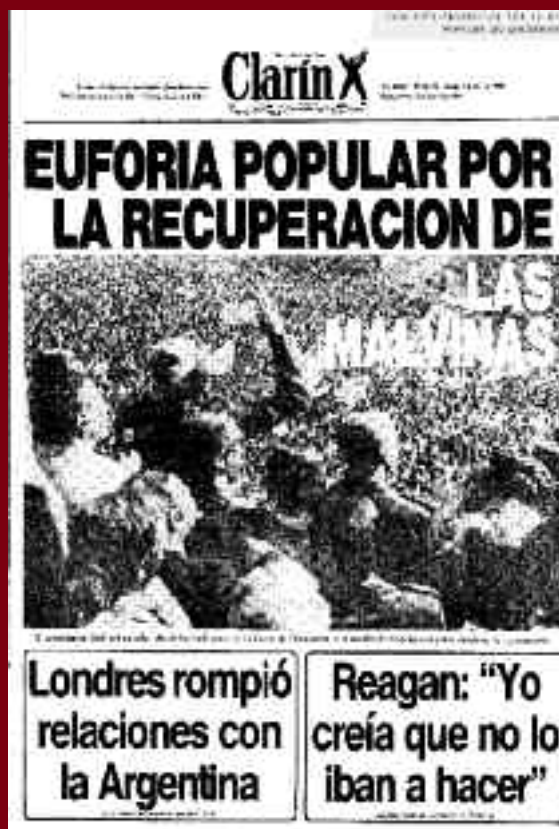 Clarín
EUFORIA POPULAR POR
LA RECUPERACION DE
LAS
MALVINAS
Londres rompió
relaciones con
la Argentina
Reagan: “Yo
creía que no lo
iban a hacer”